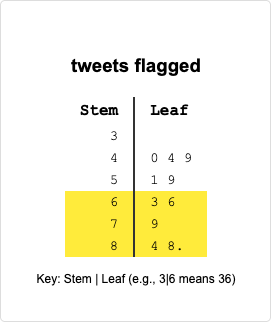 tweets flagged
Stem | Leaf
3 |
4 | 0 4 9
5 | 1 9
6 | 3 6
7 | 9
8 | 4 8.
Key: Stem | Leaf (e.g., 3|6 means 36)